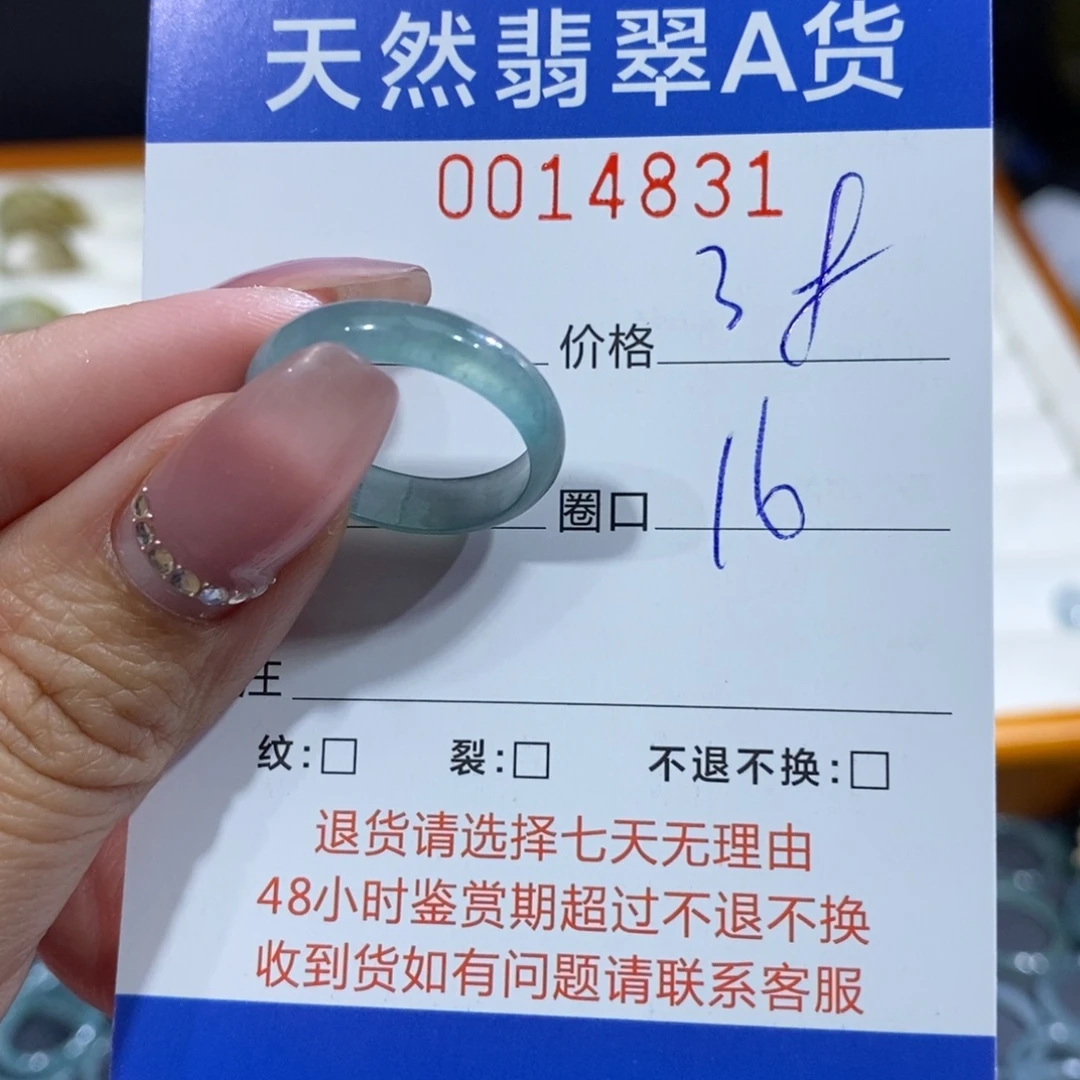 天然翡翠A货
0014831
价格 38
圈口 16
注
纹:□ 裂:□ 不退不换:□
退货请选择七天无理由
48小时鉴赏期超过不退不换
收到货如有问题请联系客服